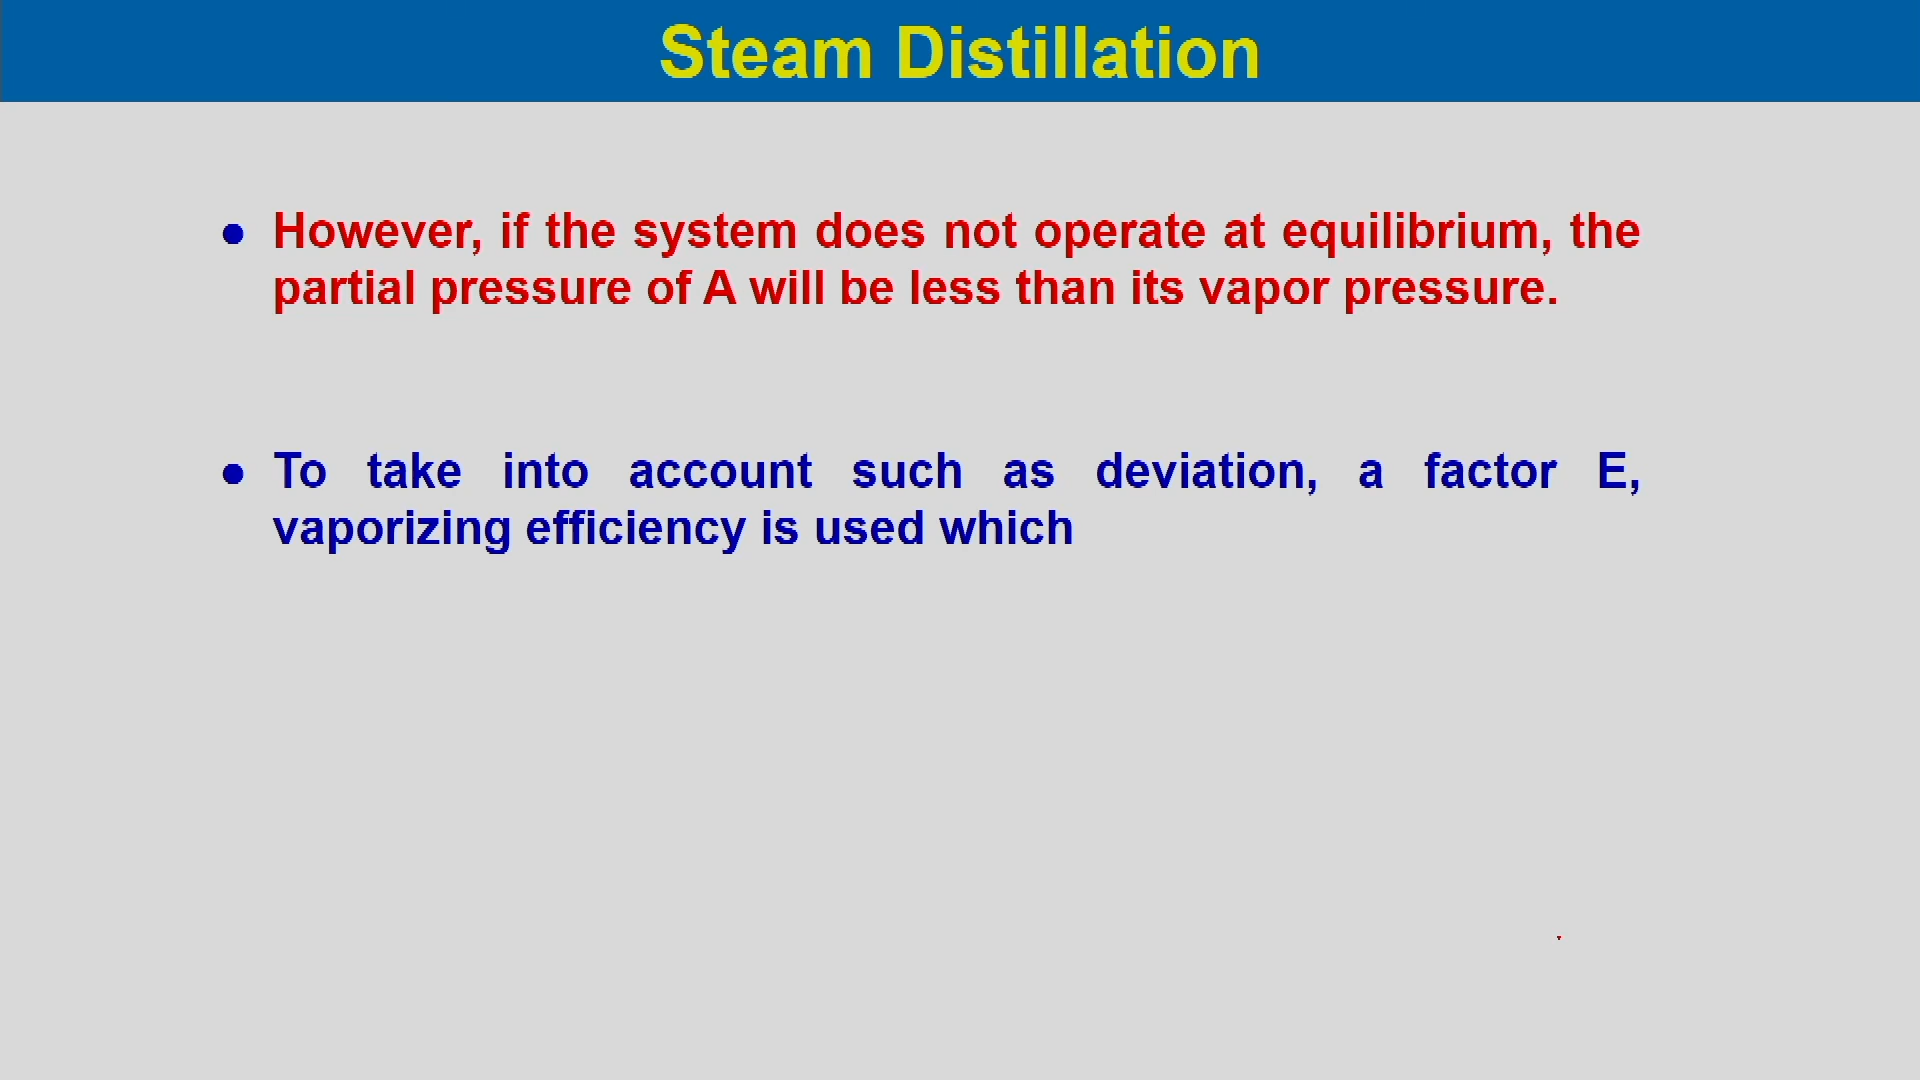 Steam Distillation
● However, if the system does not operate at equilibrium, the
partial pressure of A will be less than its vapor pressure.
● To take into account such as deviation, a factor E,
vaporizing efficiency is used which